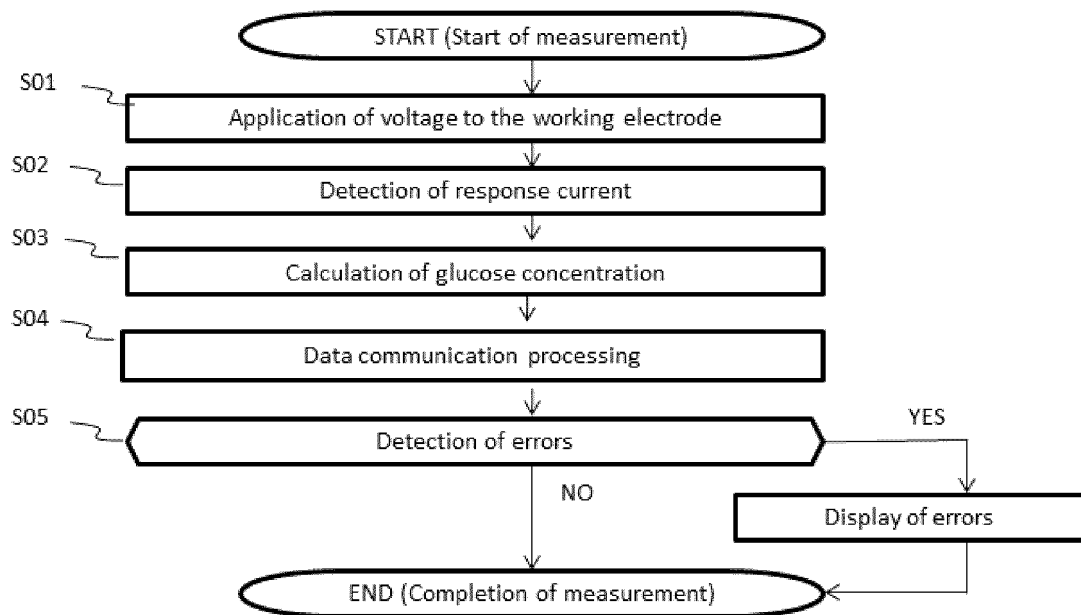 START (Start of measurement)
S01
Application of voltage to the working electrode
S02
Detection of response current
S03
Calculation of glucose concentration
S04
Data communication processing
S05
Detection of errors
YES
NO
Display of errors
END (Completion of measurement)